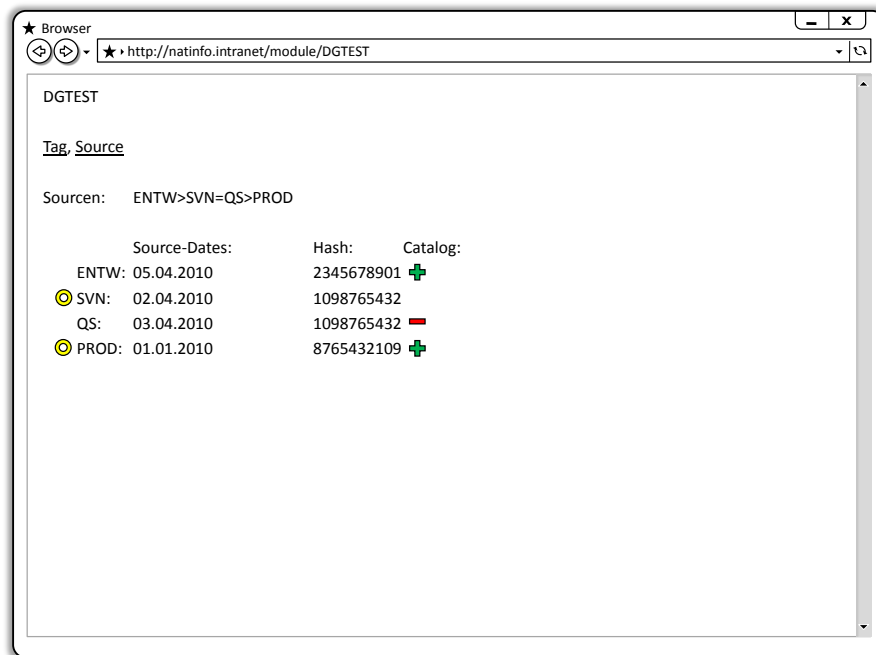 Browser
http://natinfo.intranet/module/DGTEST
x
DGTEST
Tag, Source
Sourcen: ENTW>SVN=QS>PROD
Source-Dates: Hash: Catalog:
ENTW: 05.04.2010 2345678901
SVN: 02.04.2010 1098765432
QS: 03.04.2010 1098765432
PROD: 01.01.2010 8765432109